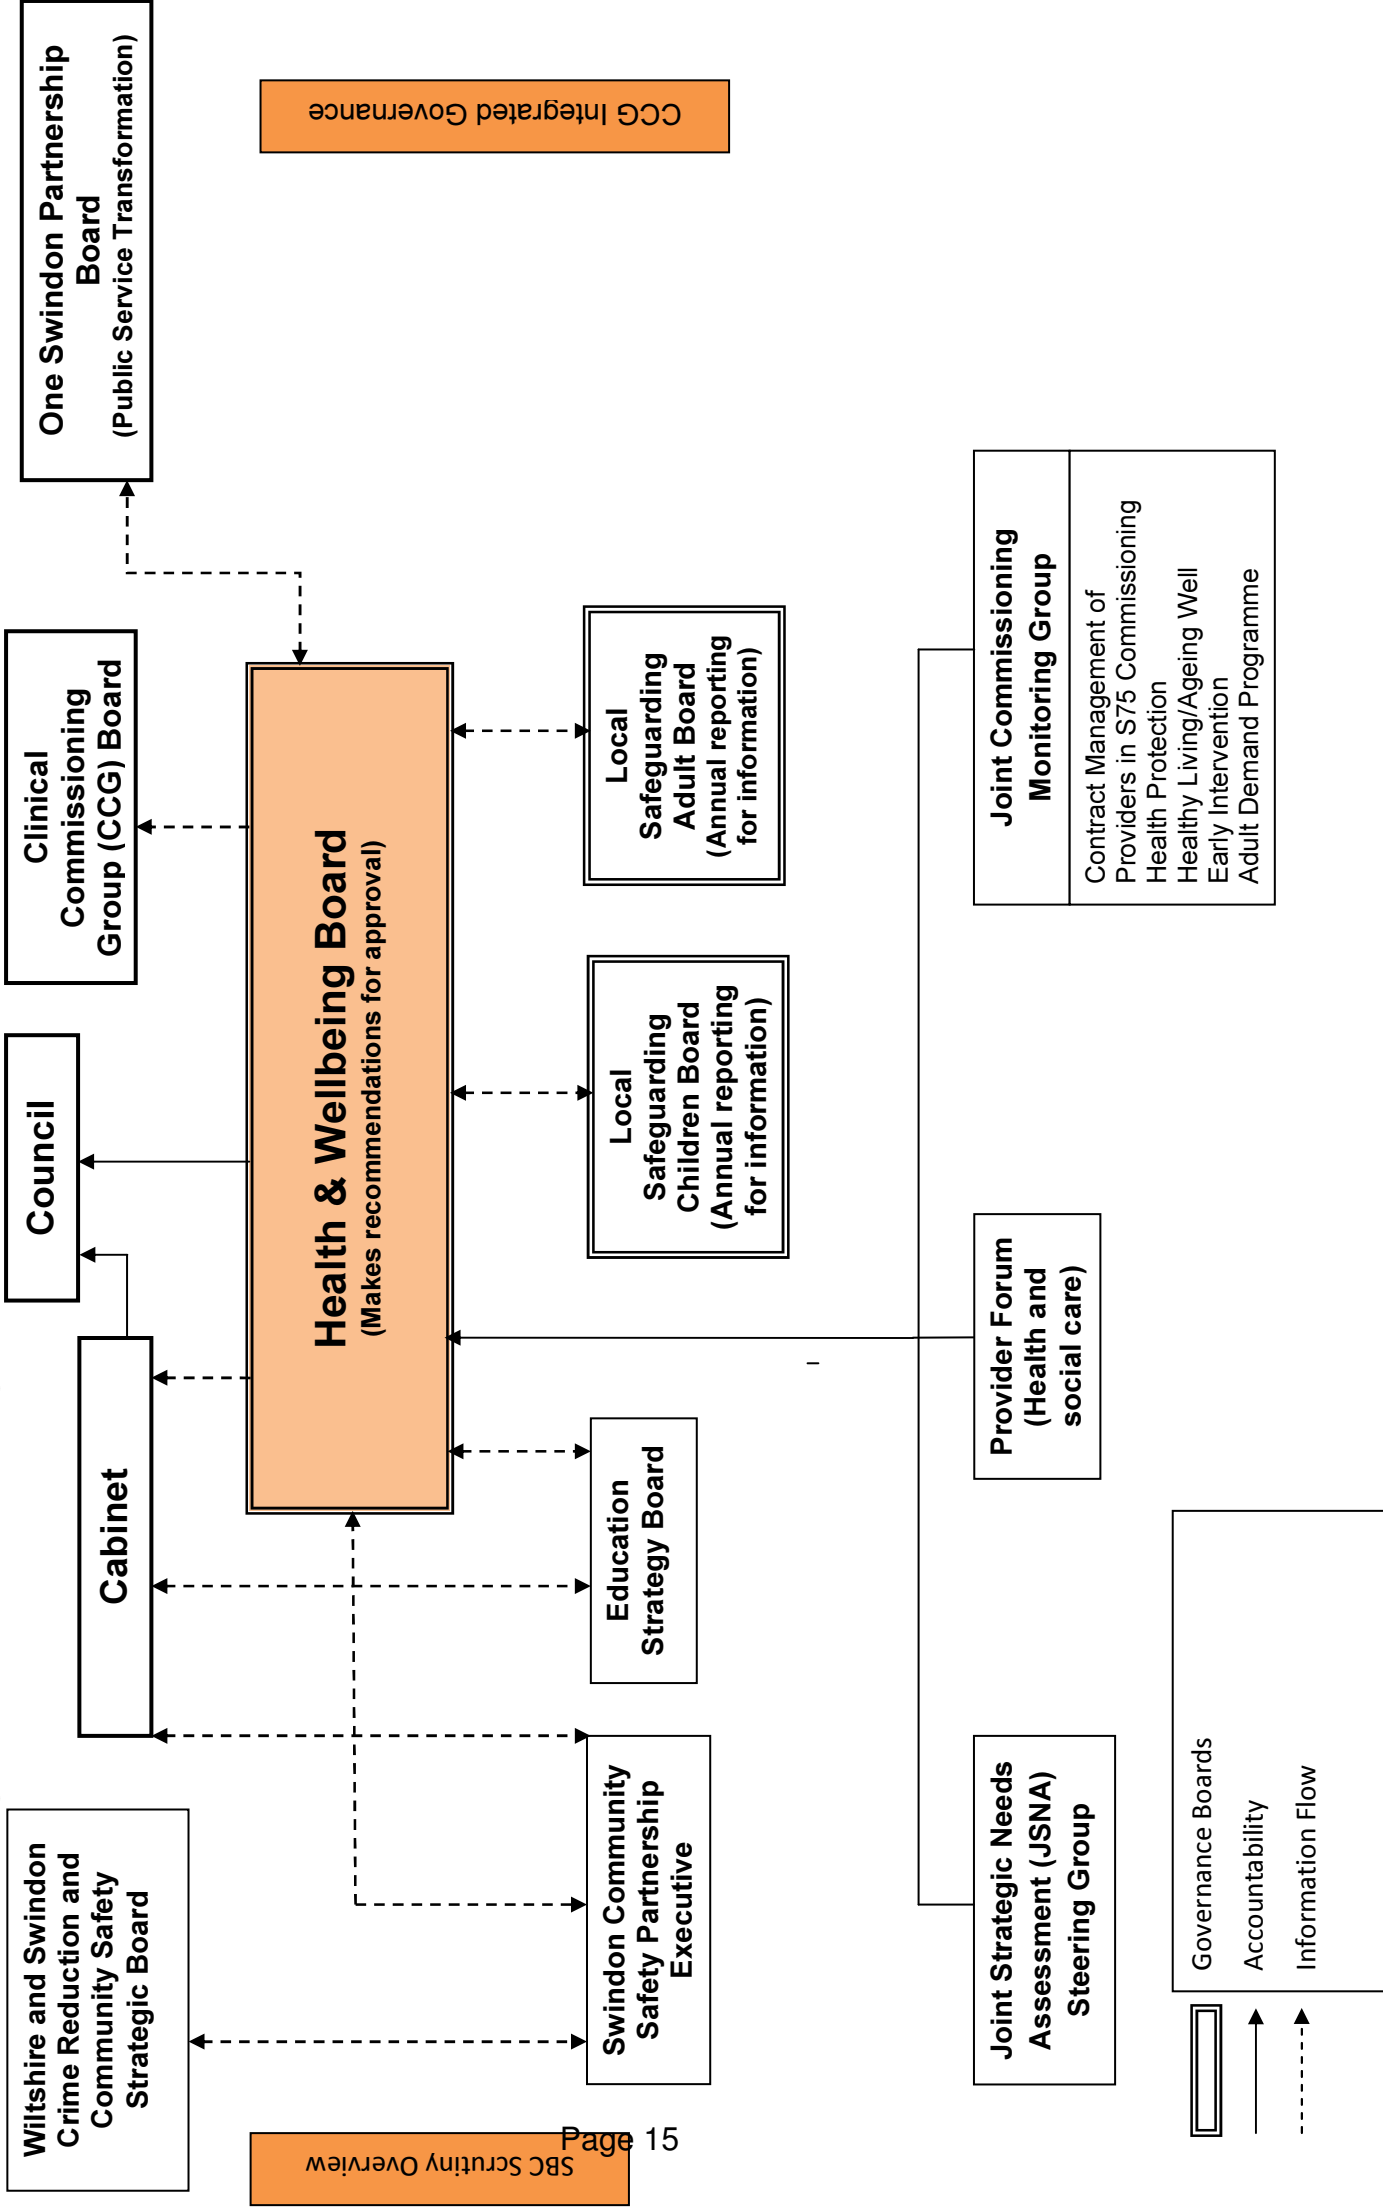 Wiltshire and Swindon
Crime Reduction and
Community Safety
Strategic Board
Cabinet
Council
Clinical
Commissioning
Group (CCG) Board
One Swindon Partnership
Board
(Public Service Transformation)
SBC Scrutiny Overview
Health & Wellbeing Board
(Makes recommendations for approval)
CCG Integrated Governance
Swindon Community
Safety Partnership
Executive
Education
Strategy Board
Local
Safeguarding
Children Board
(Annual reporting
for information)
Local
Safeguarding
Adult Board
(Annual reporting
for information)
Joint Strategic Needs
Assessment (JSNA)
Steering Group
Provider Forum
(Health and
social care)
Joint Commissioning
Monitoring Group
Contract Management of
Providers in S75 Commissioning
Health Protection
Healthy Living/Ageing Well
Early Intervention
Adult Demand Programme
Governance Boards
Accountability
Information Flow
Page 15